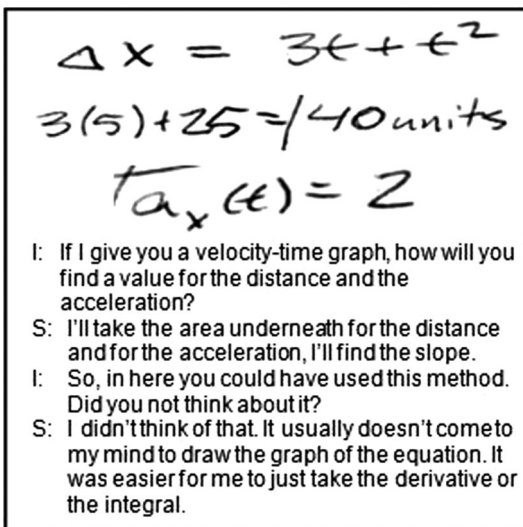 Δx = 3t + t²
3(5) + 25 = 40 units
a_x(t) = 2
I: If I give you a velocity-time graph, how will you
find a value for the distance and the
acceleration?
S: I'll take the area underneath for the distance
and for the acceleration, I'll find the slope.
I: So, in here you could have used this method.
Did you not think about it?
S: I didn't think of that. It usually doesn't come to
my mind to draw the graph of the equation. It
was easier for me to just take the derivative or
the integral.